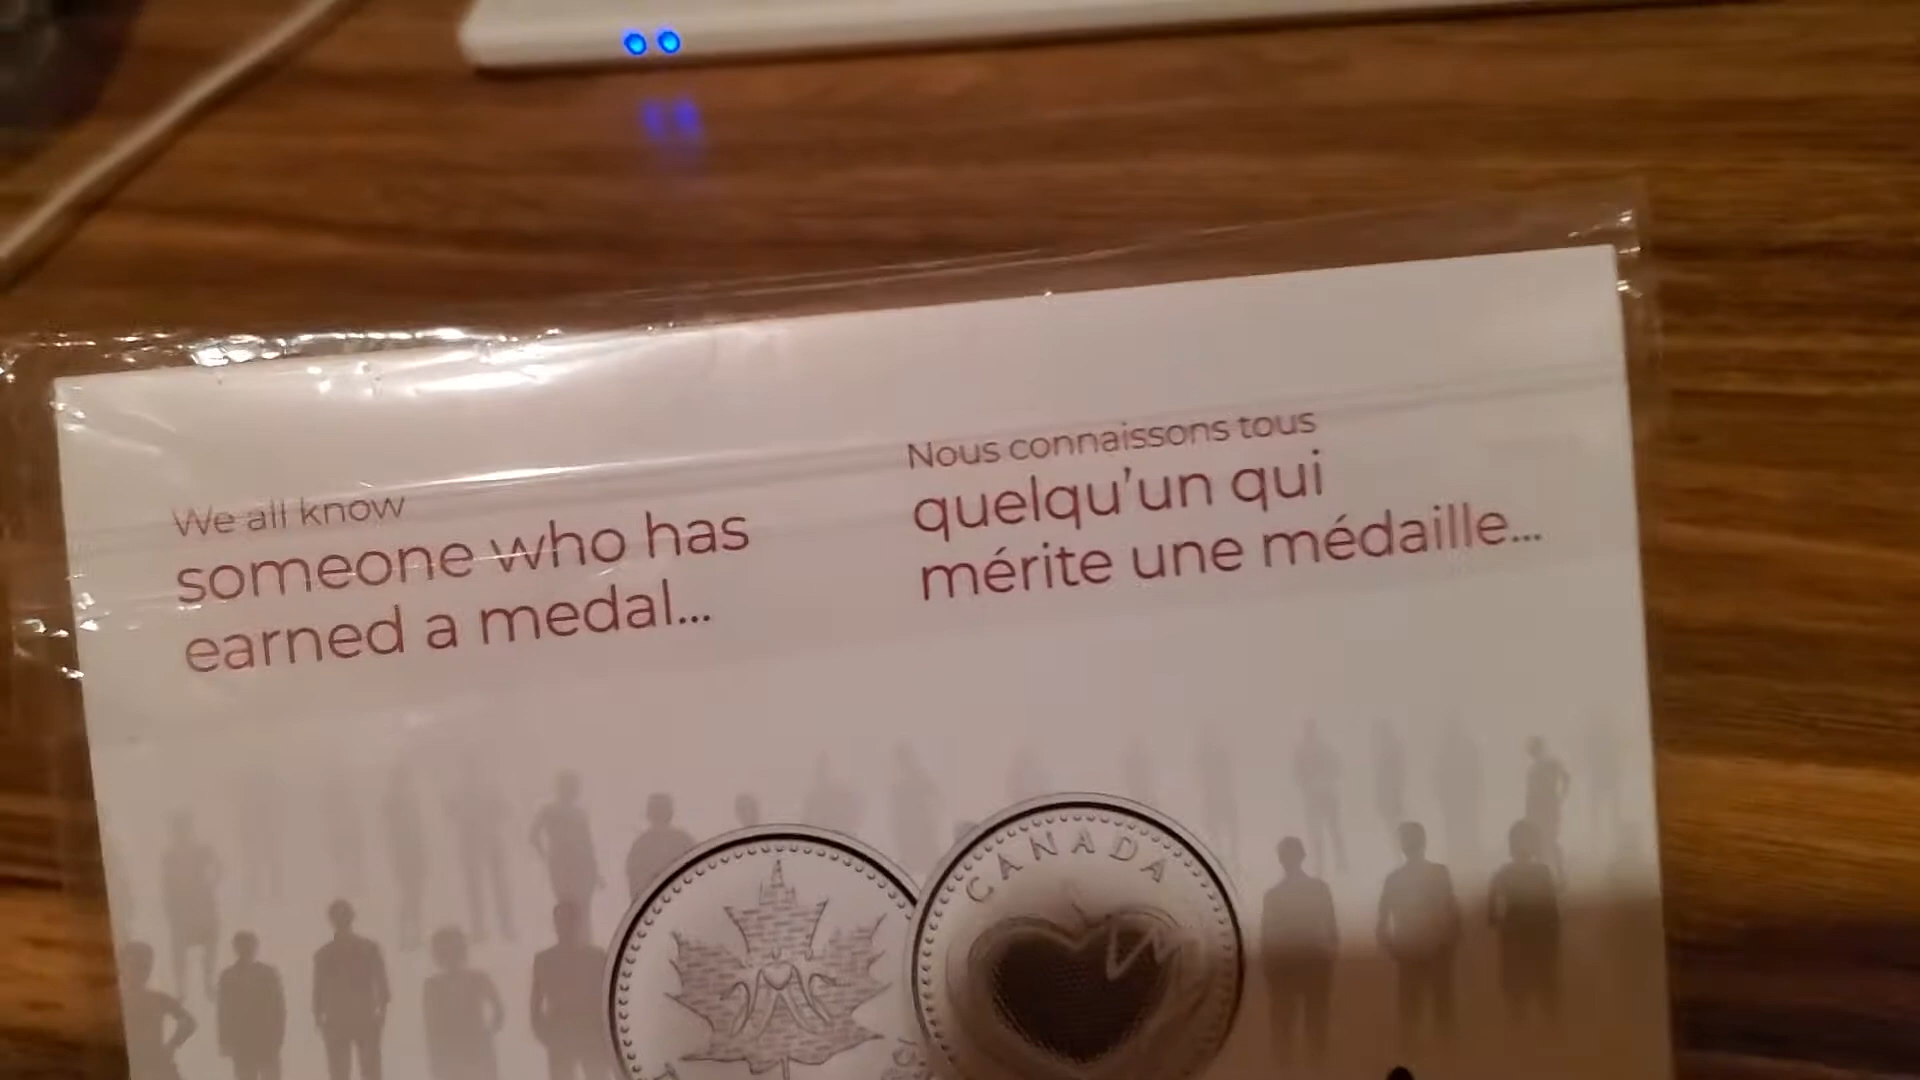 We all know
someone who has
earned a medal...
Nous connaissons tous
quelqu'un qui
mérite une médaille...
CANADA